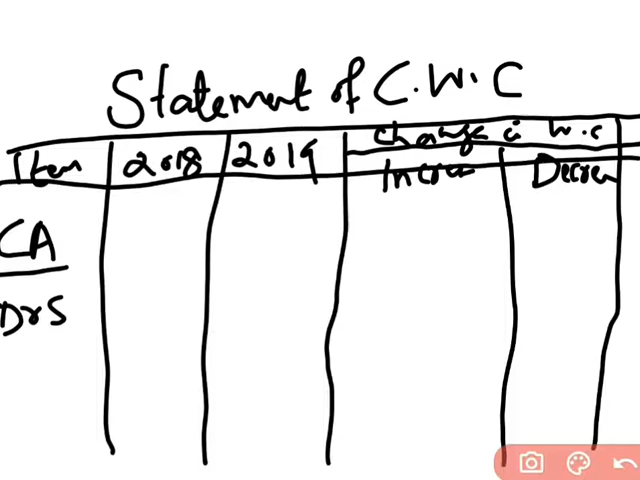 Statement of C.W.C
Item 2018 2019 Change in W.C
Increa Decrea
CA
DrS